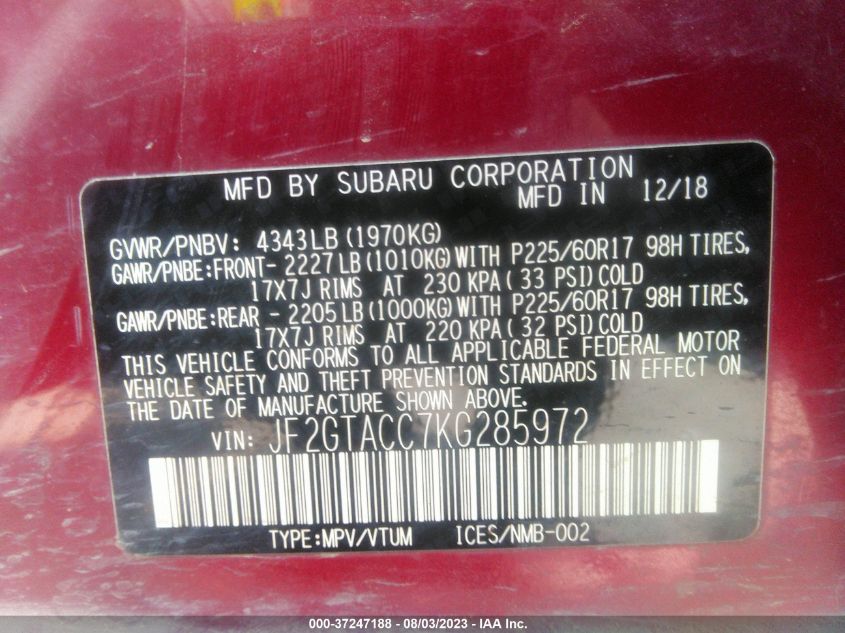 MFD BY SUBARU CORPORATION
MFD IN 12/18
GVWR/PNBV: 4343LB (1970KG)
GAWR/PNBE:FRONT- 2227LB (1010KG)WITH P225/60R17 98H TIRES,
17X7J RIMS AT 230 KPA ( 33 PSI) COLD
GAWR/PNBE:REAR - 2205LB (1000KG)WITH P225/60R17 98H TIRES,
17X7J RIMS AT 220 KPA ( 32 PSI) COLD
THIS VEHICLE CONFORMS TO ALL APPLICABLE FEDERAL MOTOR
VEHICLE SAFETY AND THEFT PREVENTION STANDARDS IN EFFECT ON
THE DATE OF MANUFACTURE SHOWN ABOVE.
VIN: JF2GTACC7KG285972
TYPE:MPV/VTUM ICES/NMB-002
000-37247188 - 08/03/2023 - IAA Inc.